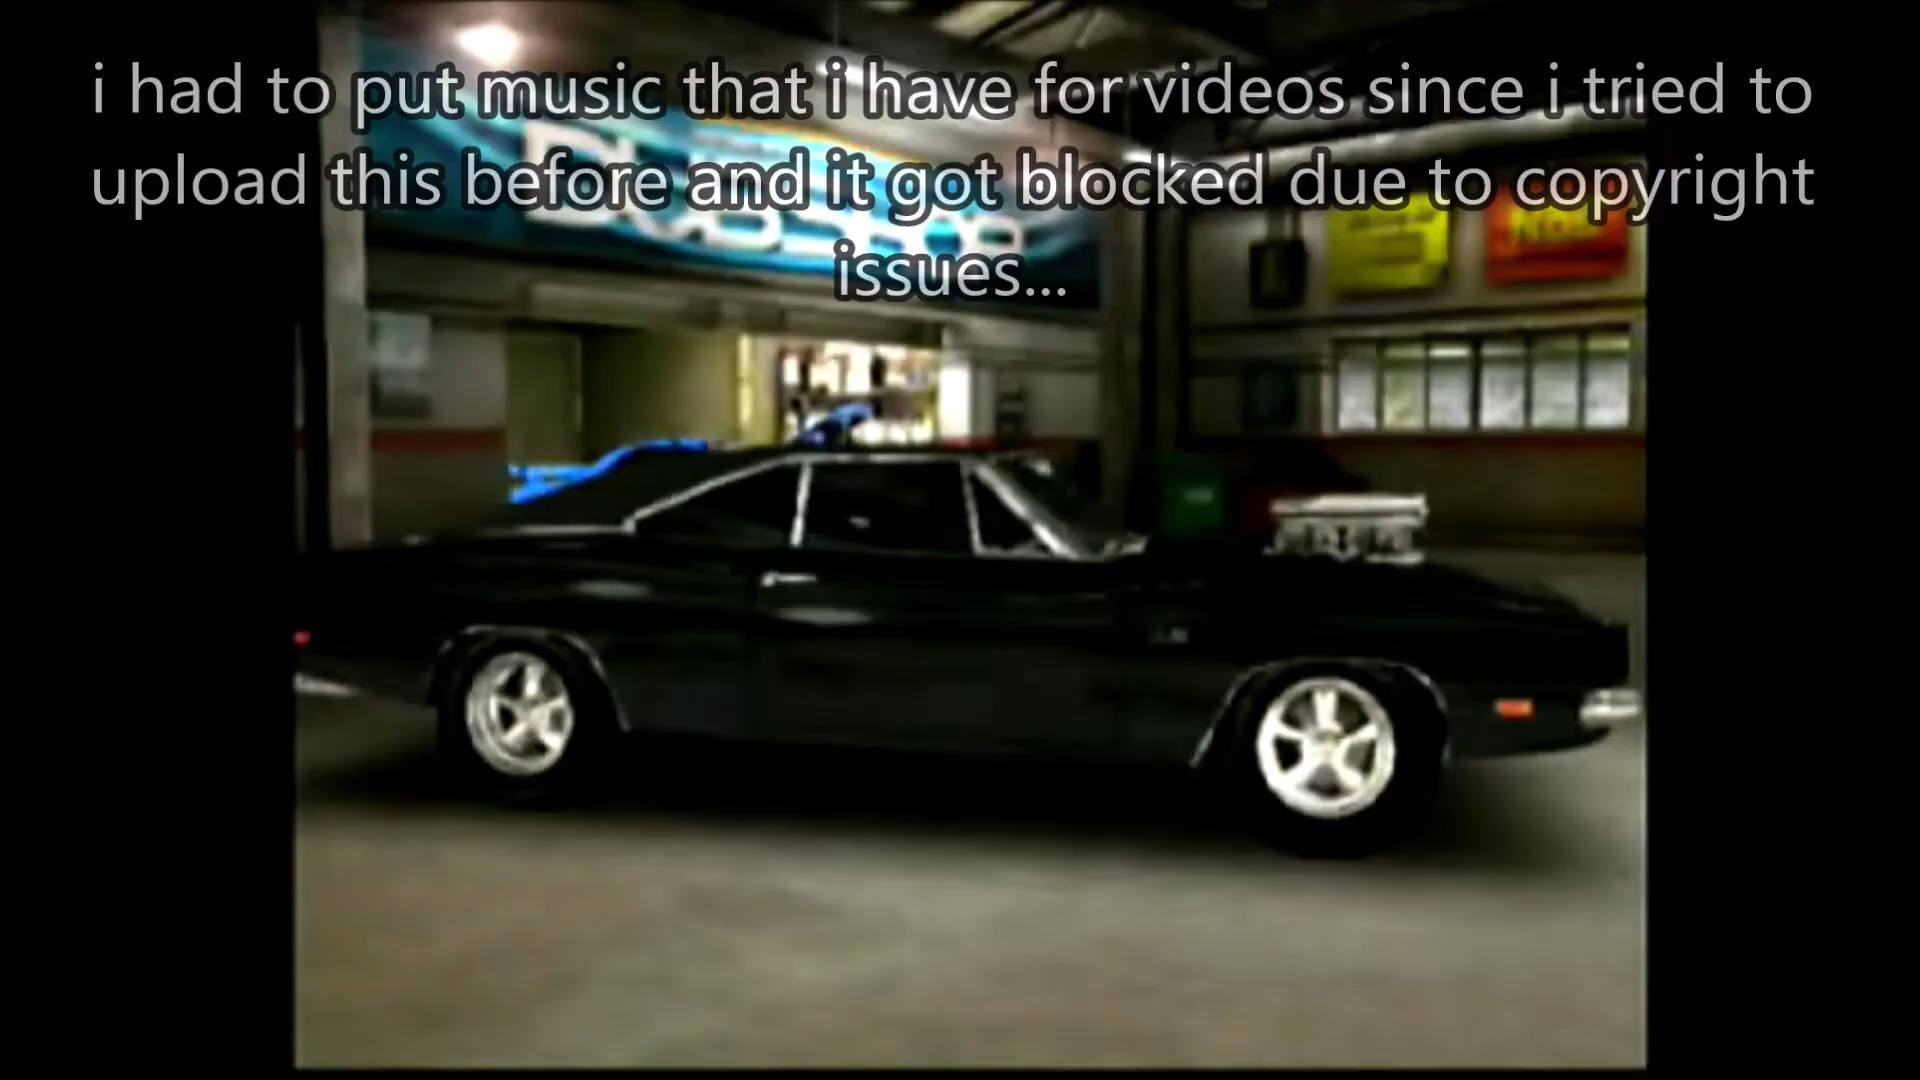 i had to put music that i have for videos since i tried to
upload this before and it got blocked due to copyright
issues...